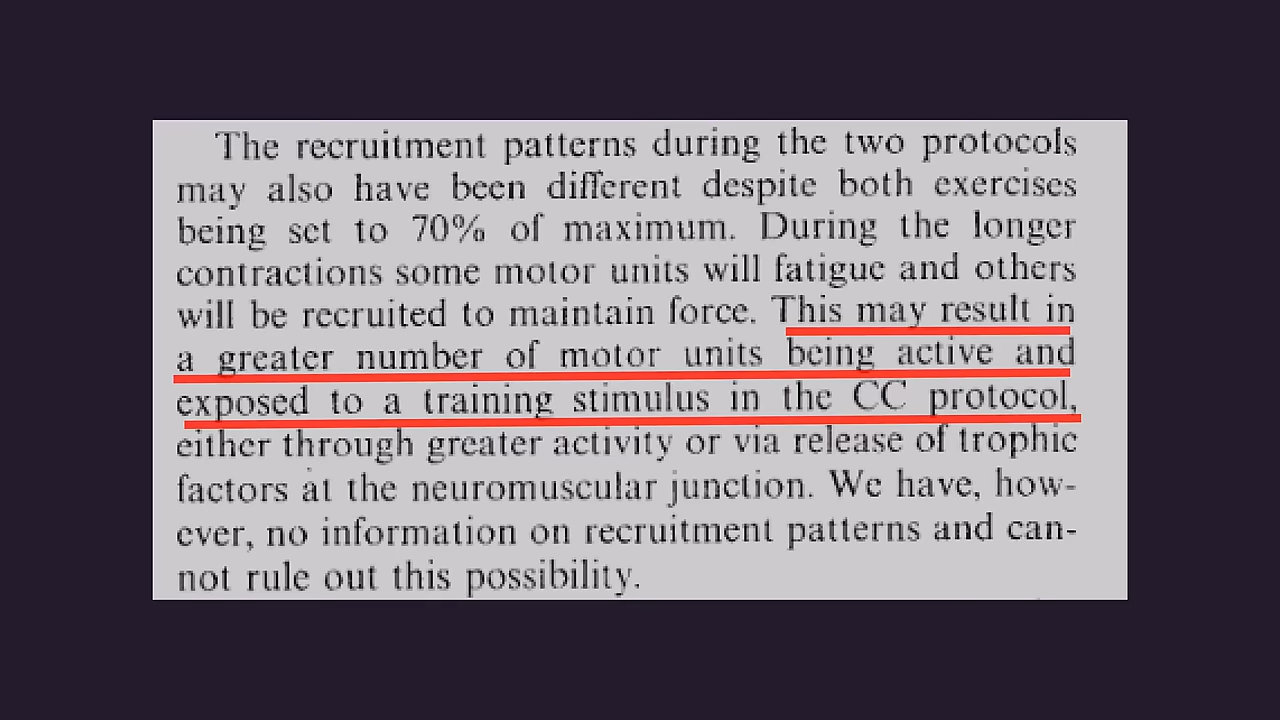 The recruitment patterns during the two protocols
may also have been different despite both exercises
being set to 70% of maximum. During the longer
contractions some motor units will fatigue and others
will be recruited to maintain force. This may result in
a greater number of motor units being active and
exposed to a training stimulus in the CC protocol,
either through greater activity or via release of trophic
factors at the neuromuscular junction. We have, how-
ever, no information on recruitment patterns and can-
not rule out this possibility.